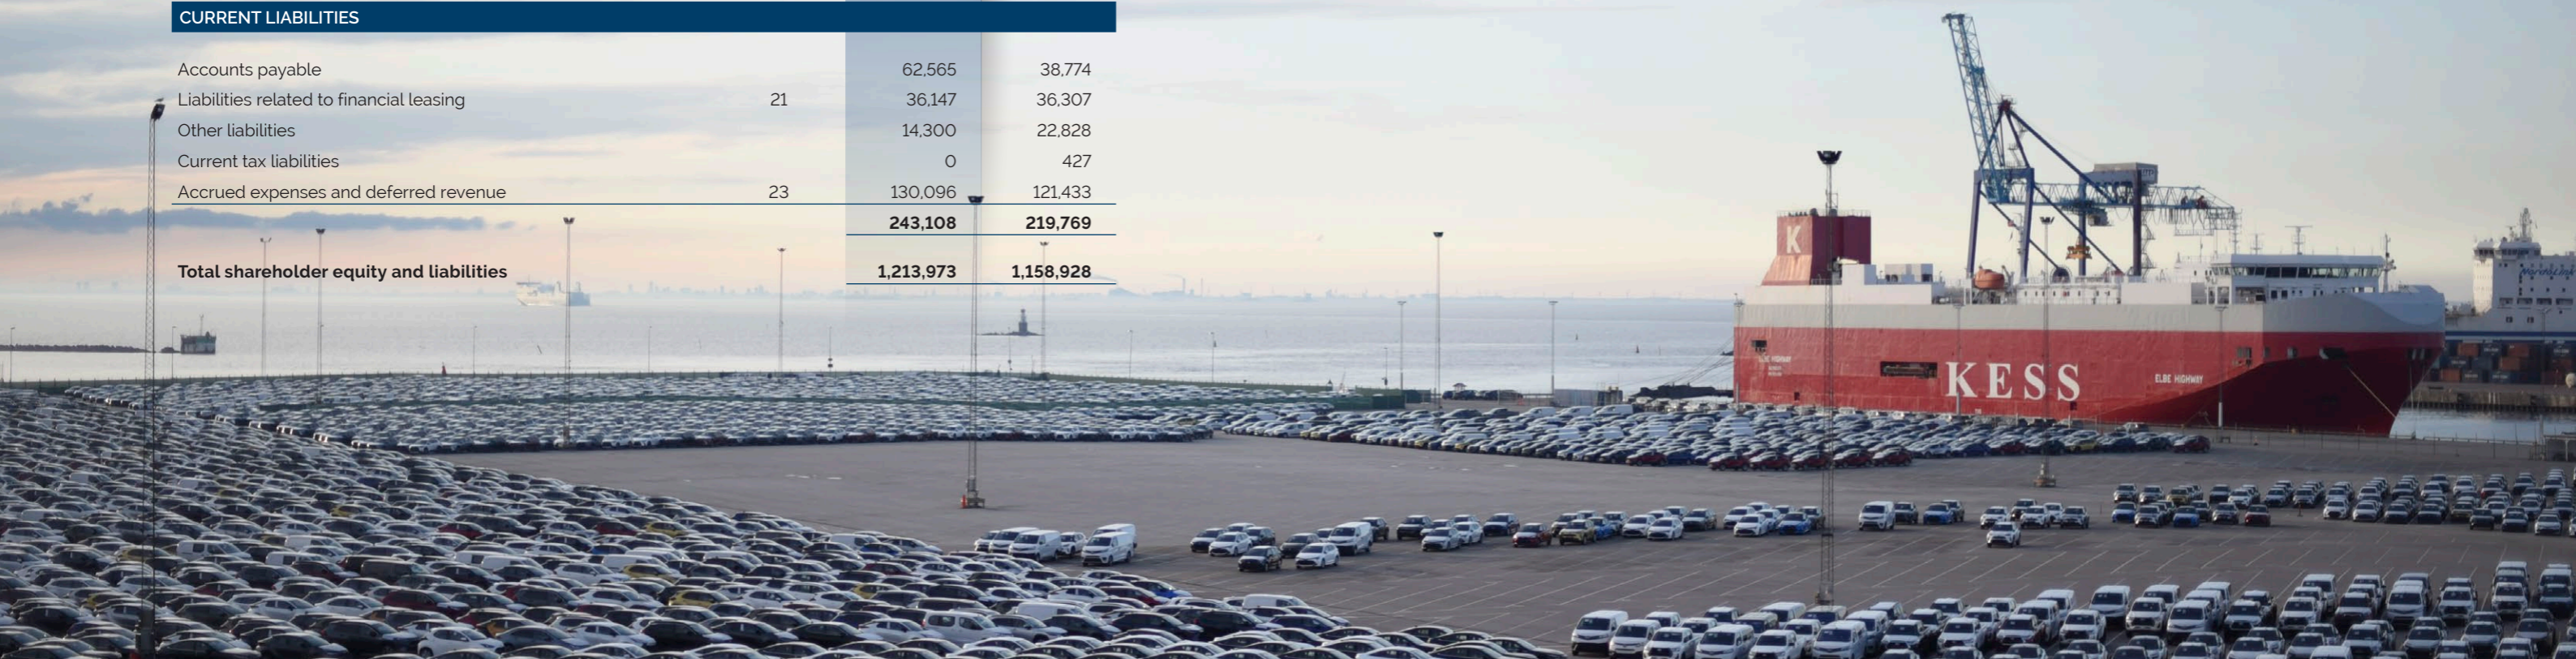 CURRENT LIABILITIES
Accounts payable 62,565 38,774
Liabilities related to financial leasing 21 36,147 36,307
Other liabilities 14,300 22,828
Current tax liabilities 0 427
Accrued expenses and deferred revenue 23 130,096 121,433
243,108 219,769
Total shareholder equity and liabilities 1,213,973 1,158,928
K
KESS
ELBE HIGHWAY